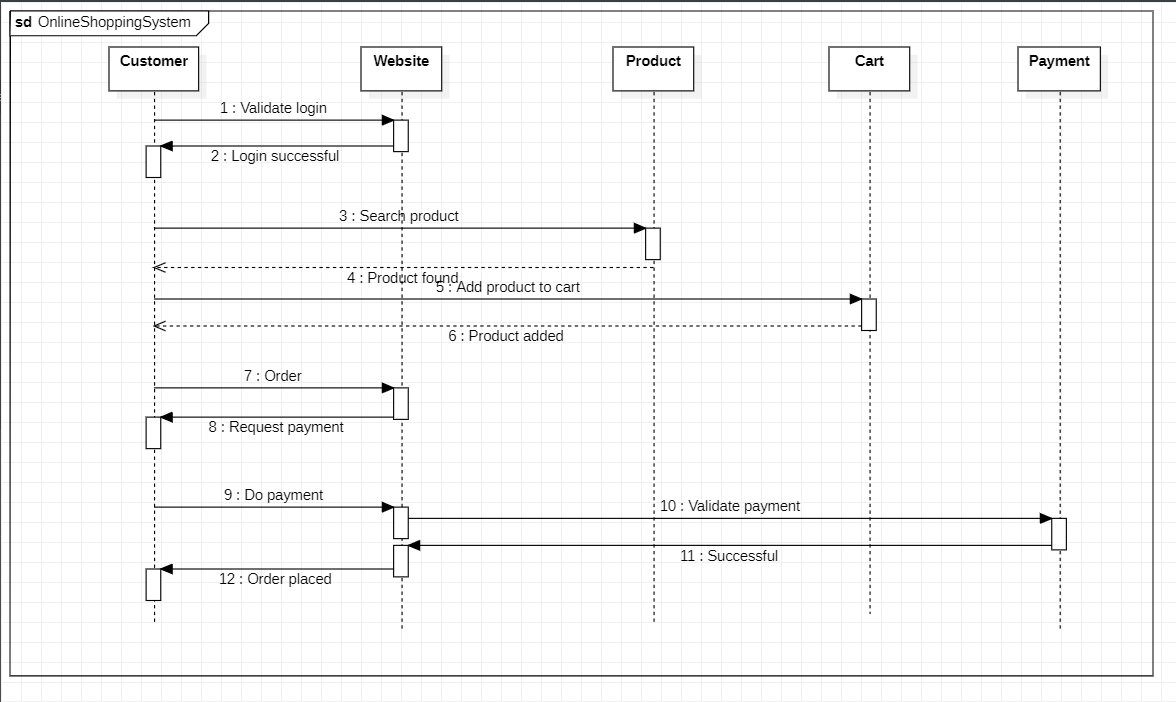 sd OnlineShoppingSystem
Customer
Website
Product
Cart
Payment
1 : Validate login
2 : Login successful
3 : Search product
4 : Product found
5 : Add product to cart
6 : Product added
7 : Order
8 : Request payment
9 : Do payment
10 : Validate payment
11 : Successful
12 : Order placed